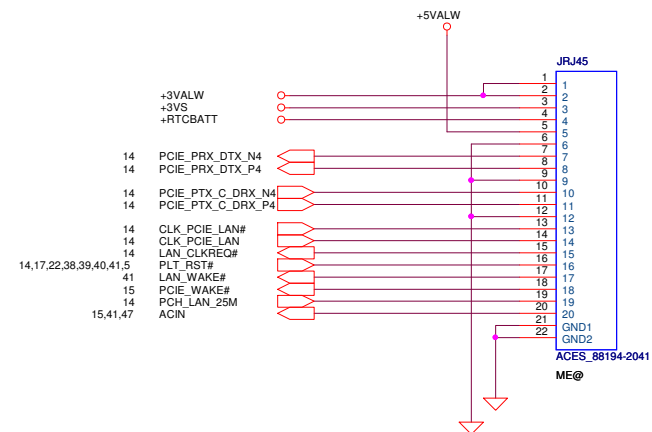 +5VALW
JRJ45
+3VALW 1 1
+3VS 2 2
+RTCBATT 3 3
4 4
5 5
6 6
14 PCIE_PRX_DTX_N4 7 7
14 PCIE_PRX_DTX_P4 8 8
9 9
14 PCIE_PTX_C_DRX_N4 10 10
14 PCIE_PTX_C_DRX_P4 11 11
12 12
14 CLK_PCIE_LAN# 13 13
14 CLK_PCIE_LAN 14 14
14 LAN_CLKREQ# 15 15
14,17,22,38,39,40,41,5 PLT_RST# 16 16
41 LAN_WAKE# 17 17
15 PCIE_WAKE# 18 18
14 PCH_LAN_25M 19 19
15,41,47 ACIN 20 20
21 GND1
22 GND2
ACES_88194-2041
ME@